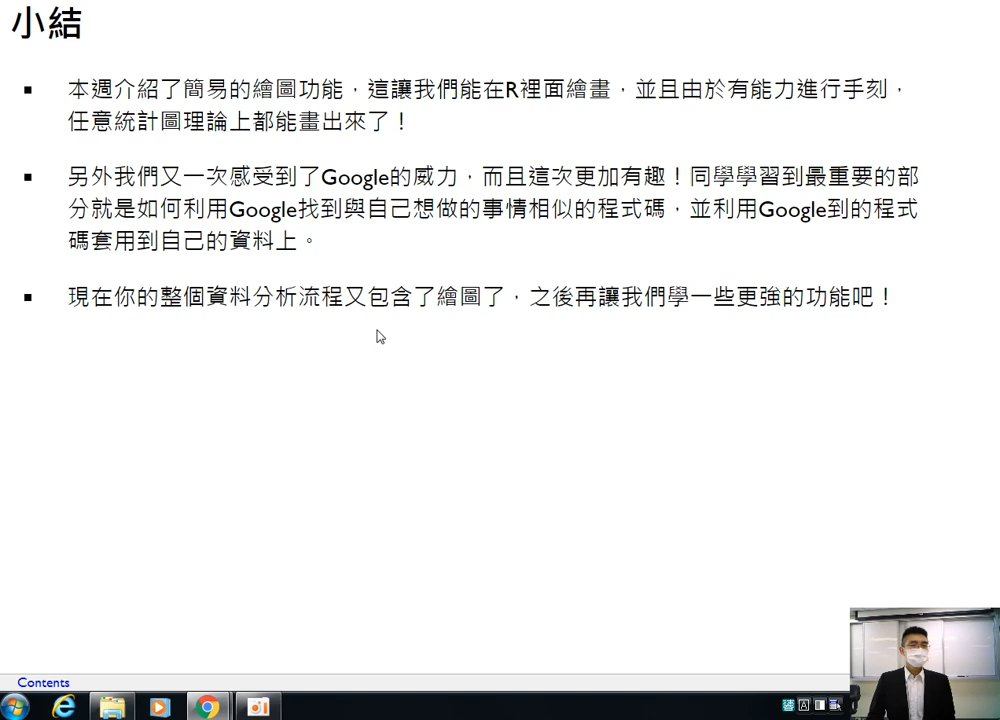 小結
▪ 本週介紹了簡易的繪圖功能，這讓我們能在R裡面繪畫，並且由於有能力進行手刻，
任意統計圖理論上都能畫出來了！
▪ 另外我們又一次感受到了Google的威力，而且這次更加有趣！同學學習到最重要的部
分就是如何利用Google找到與自己想做的事情相似的程式碼，並利用Google到的程式
碼套用到自己的資料上。
▪ 現在你的整個資料分析流程又包含了繪圖了，之後再讓我們學一些更強的功能吧！
Contents